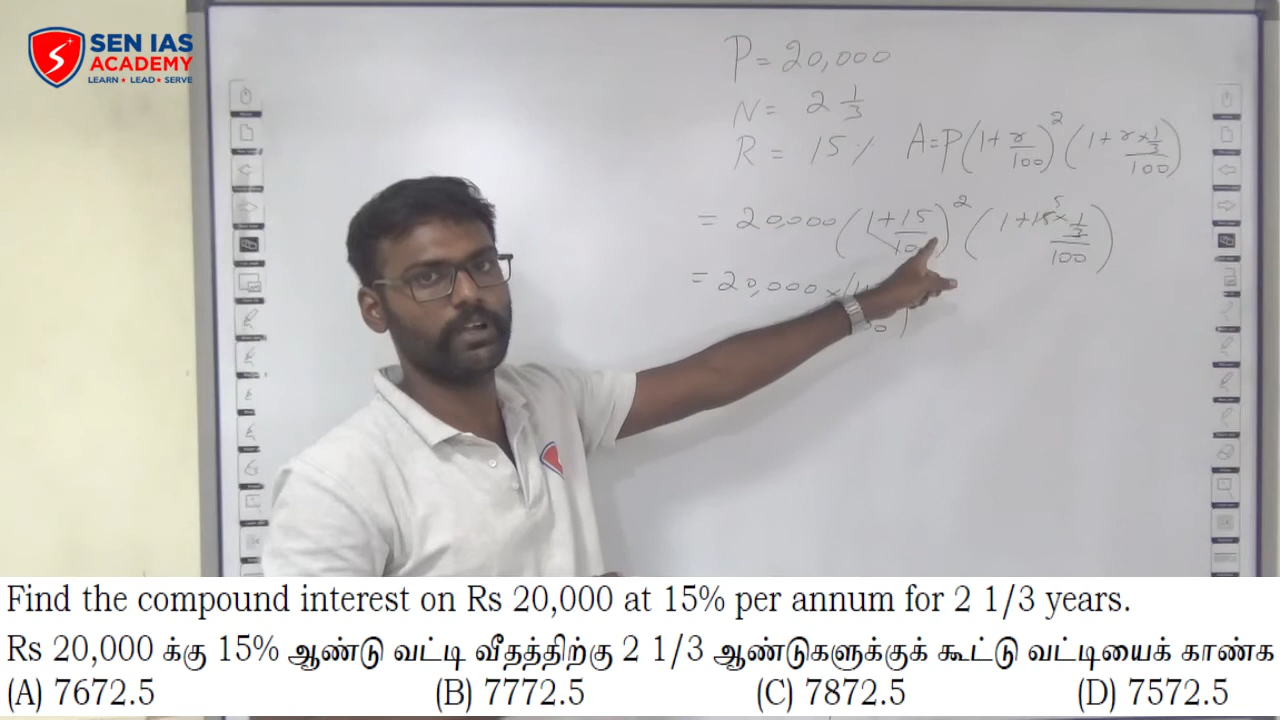 SEN IAS
ACADEMY
LEARN ★ LEAD ★ SERVE
P = 20,000
N = 2 1/3
R = 15 % A=P(1+r/100)^2 (1+r×1/3/100)
= 20,000 (1+15/100)^2 (1+15^5×1/3/100)
= 20,000 ×
Find the compound interest on Rs 20,000 at 15% per annum for 2 1/3 years.
Rs 20,000 க்கு 15% ஆண்டு வட்டி வீதத்திற்கு 2 1/3 ஆண்டுகளுக்குக் கூட்டு வட்டியைக் காண்க
(A) 7672.5 (B) 7772.5 (C) 7872.5 (D) 7572.5